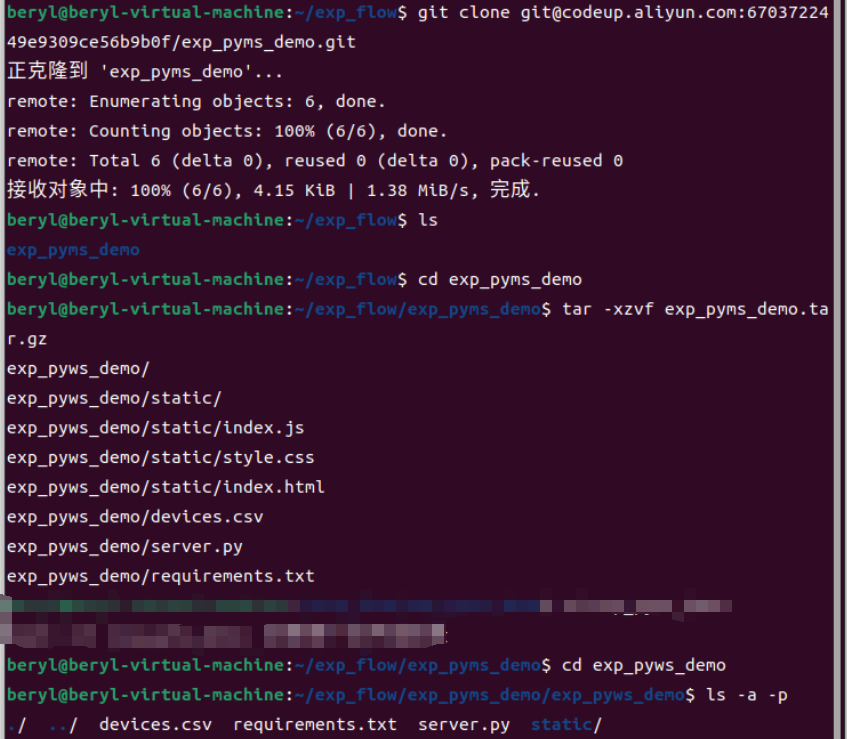 beryl@beryl-virtual-machine:~/exp_flow$ git clone git@codeup.aliyun.com:67037224
49e9309ce56b9b0f/exp_pyms_demo.git
正克隆到 'exp_pyms_demo'...
remote: Enumerating objects: 6, done.
remote: Counting objects: 100% (6/6), done.
remote: Total 6 (delta 0), reused 0 (delta 0), pack-reused 0
接收对象中: 100% (6/6), 4.15 KiB | 1.38 MiB/s, 完成.
beryl@beryl-virtual-machine:~/exp_flow$ ls
exp_pyms_demo
beryl@beryl-virtual-machine:~/exp_flow$ cd exp_pyms_demo
beryl@beryl-virtual-machine:~/exp_flow/exp_pyms_demo$ tar -xzvf exp_pyms_demo.ta
r.gz
exp_pyws_demo/
exp_pyws_demo/static/
exp_pyws_demo/static/index.js
exp_pyws_demo/static/style.css
exp_pyws_demo/static/index.html
exp_pyws_demo/devices.csv
exp_pyws_demo/server.py
exp_pyws_demo/requirements.txt
beryl@beryl-virtual-machine:~/exp_flow/exp_pyms_demo$ cd exp_pyws_demo
beryl@beryl-virtual-machine:~/exp_flow/exp_pyms_demo/exp_pyws_demo$ ls -a -p
./  ../  devices.csv  requirements.txt  server.py  static/